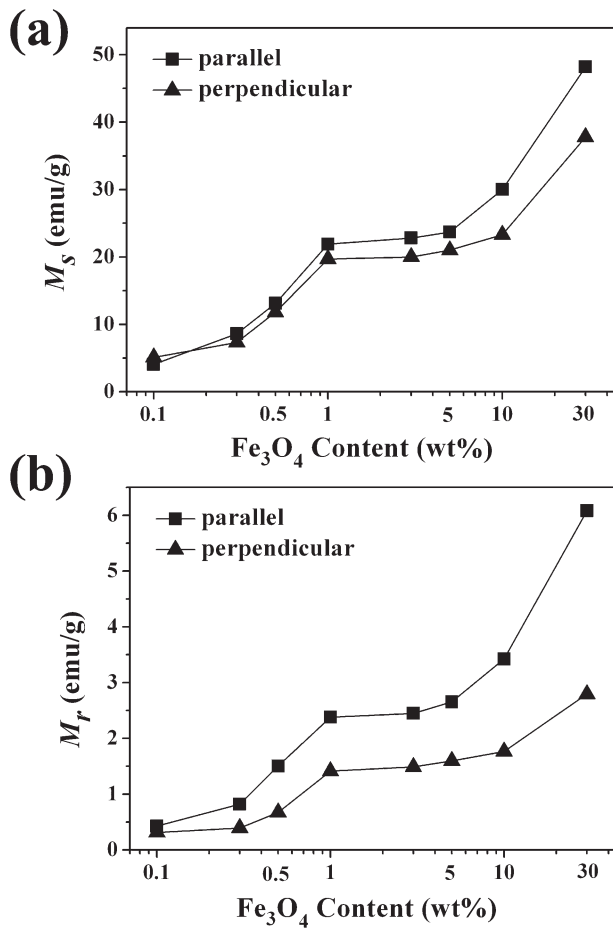 (a)
parallel
perpendicular
50
40
30
20
10
0
Ms (emu/g)
0.1 0.5 1 5 10 30
Fe3O4 Content (wt%)
(b)
parallel
perpendicular
6
5
4
3
2
1
0
Mr (emu/g)
0.1 0.5 1 5 10 30
Fe3O4 Content (wt%)